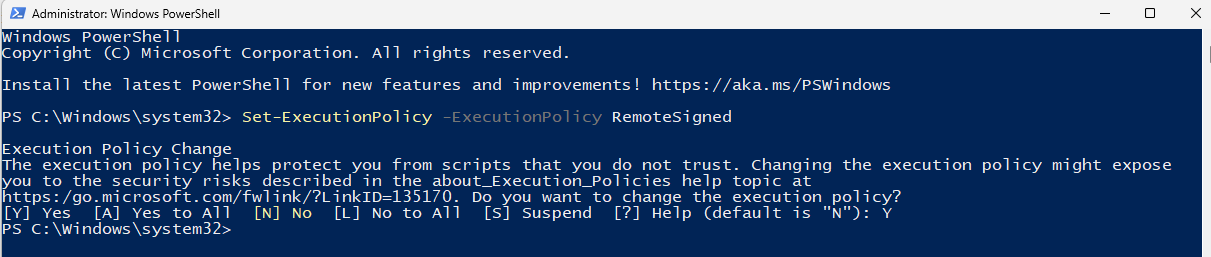 Administrator: Windows PowerShell
Windows PowerShell
Copyright (C) Microsoft Corporation. All rights reserved.
Install the latest PowerShell for new features and improvements! https://aka.ms/PSWindows
PS C:\Windows\system32> Set-ExecutionPolicy -ExecutionPolicy RemoteSigned
Execution Policy Change
The execution policy helps protect you from scripts that you do not trust. Changing the execution policy might expose
you to the security risks described in the about_Execution_Policies help topic at
https:/go.microsoft.com/fwlink/?LinkID=135170. Do you want to change the execution policy?
[Y] Yes  [A] Yes to All  [N] No  [L] No to All  [S] Suspend  [?] Help (default is "N"): Y
PS C:\Windows\system32>